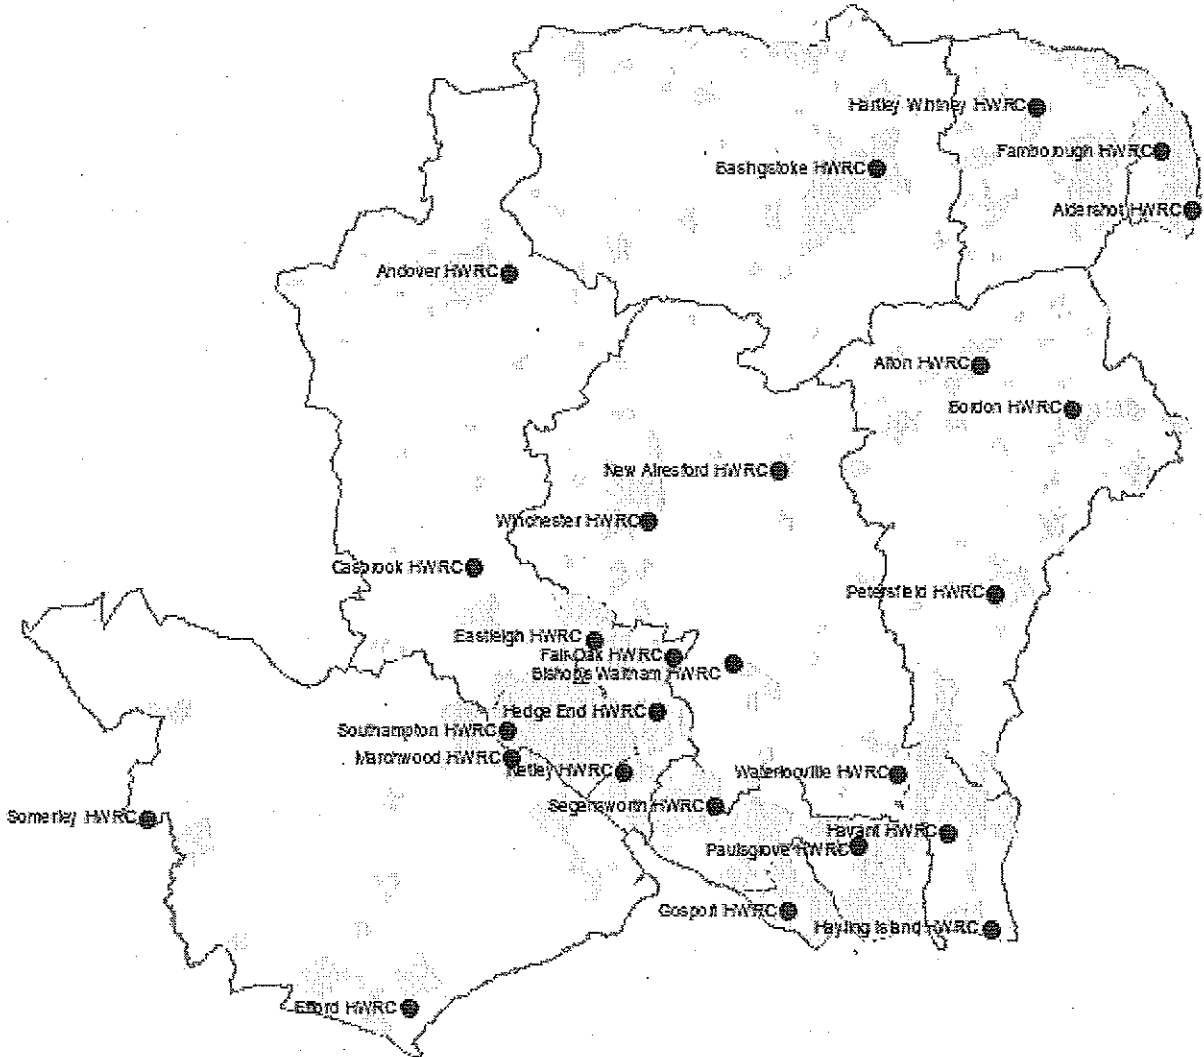 Hartley Wintney HWRC
Farnborough HWRC
Basingstoke HWRC
Aldershot HWRC
Andover HWRC
Alton HWRC
Bordon HWRC
New Alresford HWRC
Winchester HWRC
Casbrook HWRC
Petersfield HWRC
Eastleigh HWRC
Fair Oak HWRC
Bishops Waltham HWRC
Hedge End HWRC
Southampton HWRC
Marchwood HWRC
Netley HWRC
Waterlooville HWRC
Segensworth HWRC
Somerley HWRC
Havant HWRC
Paulsgrove HWRC
Gosport HWRC
Hayling Island HWRC
Efford HWRC